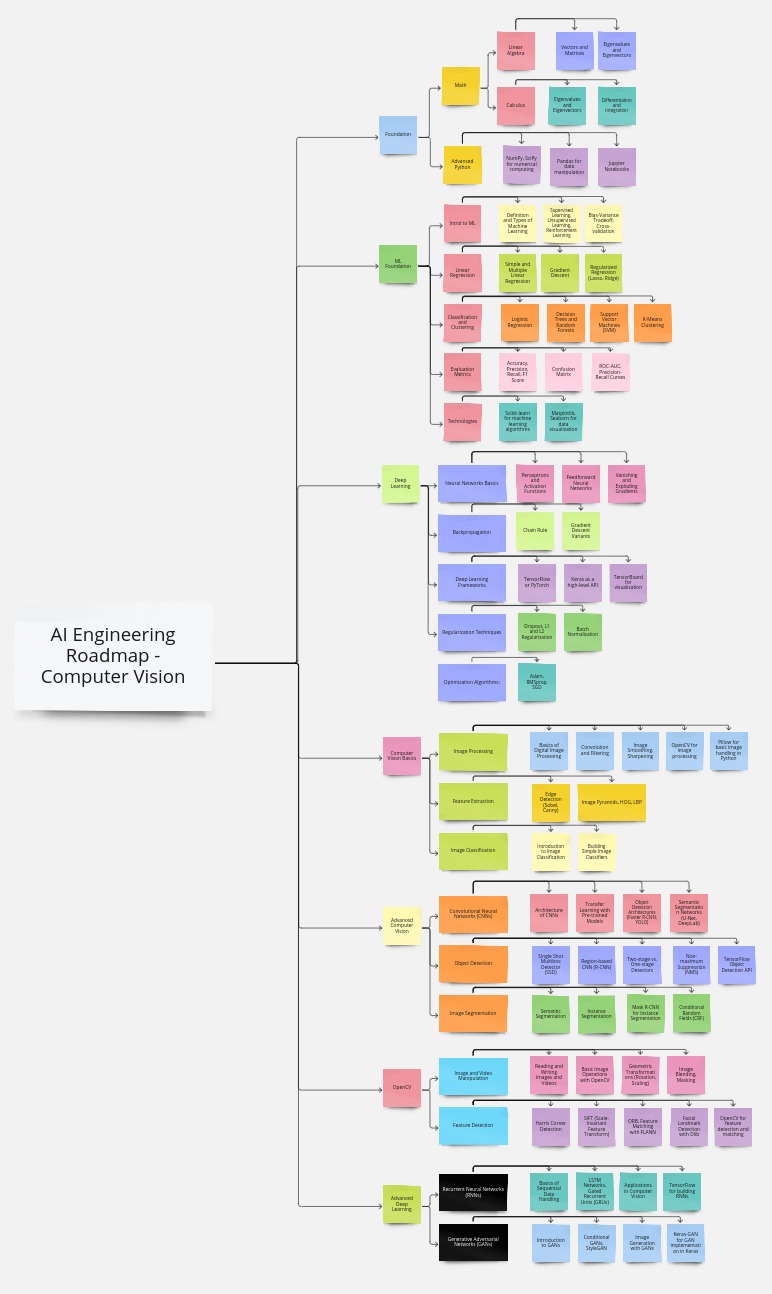 AI Engineering
Roadmap -
Computer Vision
Foundation
Math
Linear
Algebra
Vectors and
Matrices
Eigenvalues
and
Eigenvectors
Calculus
Eigenvalues
and
Eigenvectors
Differentiation
and
integration
Advanced
Python
NumPy, SciPy
for numerical
computing
Pandas for
data
manipulation
Jupyter
Notebooks
ML
Foundation
Introl to ML
Definition
and Types of
Machine
Learning
Supervised
Learning,
Unsupervised
Learning,
Reinforcement
Learning
Bias-Variance
Tradeoff,
Cross-
validation
Linear
Regression
Simple and
Multiple
Linear
Regression
Gradient
Descent
Regularized
Regression
(Lasso, Ridge)
Classification
and
Clustering
Logistic
Regression
Decision
Trees and
Random
Forests
Support
Vector
Machines
(SVM)
K-Means
Clustering
Evaluation
Metrics
Accuracy,
Precision,
Recall, F1
Score
Confusion
Matrix
ROC-AUC,
Precision-
Recall Curves
Technologies
Scikit-learn
for machine
learning
algorithms
Matplotlib,
Seaborn for
data
visualization
Deep
Learning
Neural Networks Basics
Perceptrons
and
Activation
Functions
Feedforward
Neural
Networks
Vanishing
and
Exploding
Gradients
Backpropagation
Chain Rule
Gradient
Descent
Variants
Deep Learning
Frameworks
TensorFlow
or PyTorch
Keras as a
high-level API
TensorBoard
for
visualization
Regularization Techniques
Dropout, L1
and L2
Regularization
Batch
Normalization
Optimization Algorithms:
Adam,
RMSprop,
SGD
Computer
Vision Basics
Image Processing
Basics of
Digital Image
Processing
Convolution
and Filtering
Image
Smoothing,
Sharpening
OpenCV for
image
processing
Pillow for
basic image
handling in
Python
Feature Extraction
Edge
Detection
(Sobel,
Canny)
Image Pyramids, HOG, LBP
Image Classification
Introduction
to Image
Classification
Building
Simple Image
Classifiers
Advanced
Computer
Vision
Convolutional Neural
Networks (CNNs)
Architecture
of CNNs
Transfer
Learning with
Pre-trained
Models
Object
Detection
Architectures
(Faster R-CNN,
YOLO)
Semantic
Segmentatio
n Networks
(U-Net,
DeepLab)
Object Detection
Single Shot
Multibox
Detector
(SSD)
Region-based
CNN (R-CNN)
Two-stage vs.
One-stage
Detectors
Non-
maximum
Suppression
(NMS)
TensorFlow
Object
Detection API
Image Segmentation
Semantic
Segmentation
Instance
Segmentation
Mask R-CNN
for Instance
Segmentation
Conditional
Random
Fields (CRF)
OpenCV
Image and Video
Manipulation
Reading and
Writing
Images and
Videos
Basic Image
Operations
with OpenCV
Geometric
Transformati
ons (Rotation,
Scaling)
Image
Blending,
Masking
Feature Detection
Harris Corner
Detection
SIFT (Scale-
Invariant
Feature
Transform)
ORB, Feature
Matching
with FLANN
Facial
Landmark
Detection
with Dlib
OpenCV for
feature
detection and
matching
Advanced
Deep
Learning
Recurrent Neural Networks
(RNNs)
Basics of
Sequential
Data
Handling
LSTM
Networks,
Gated
Recurrent
Units (GRUs)
Applications
in Computer
Vision
TensorFlow
for building
RNNs
Generative Adversarial
Networks (GANs)
Introduction
to GANs
Conditional
GANs,
StyleGAN
Image
Generation
with GANs
Keras-GAN
for GAN
implementati
on in Keras